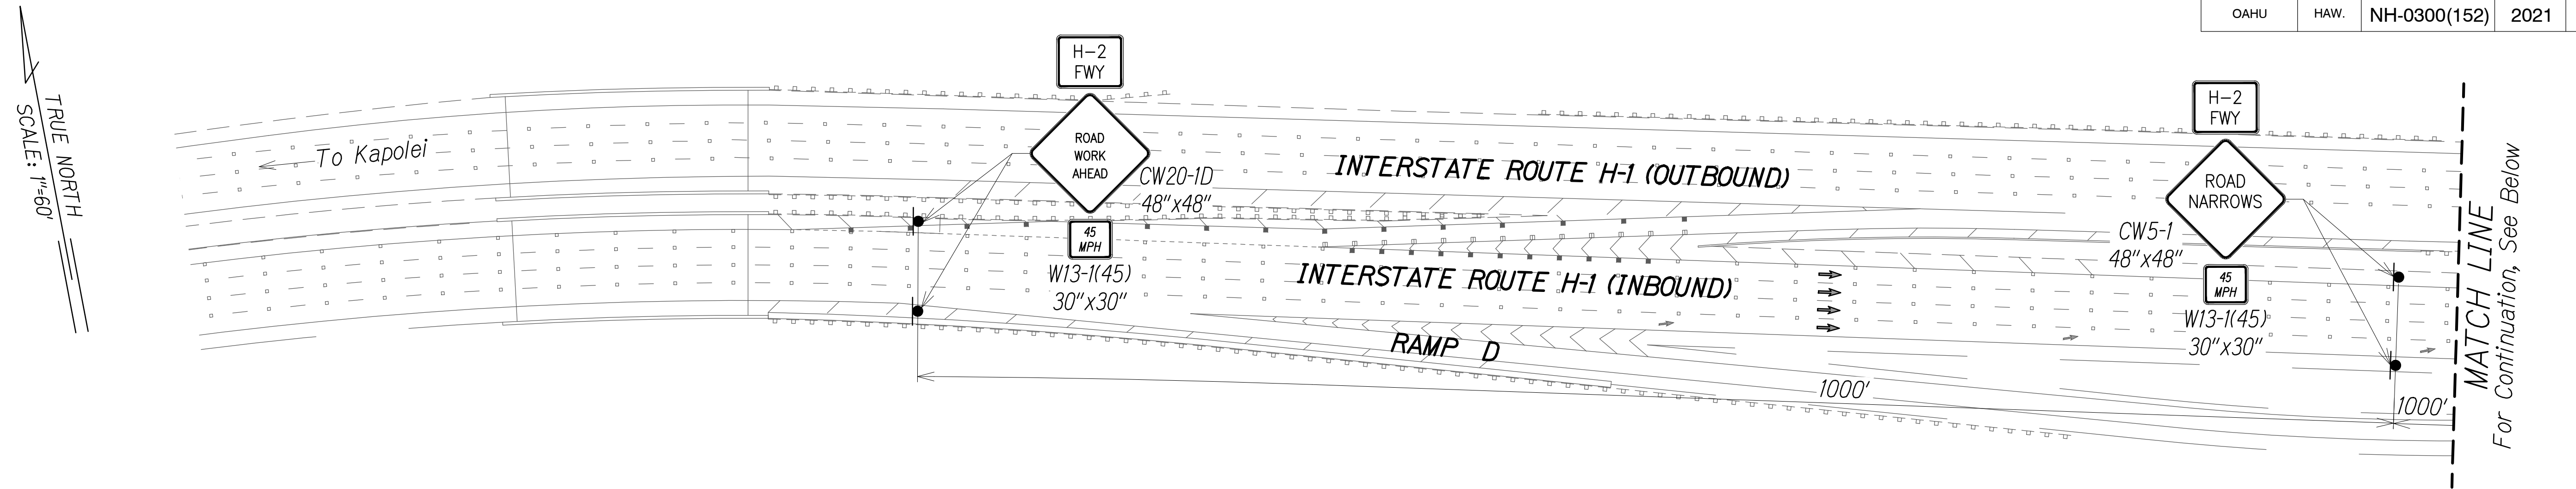 OAHU HAW. NH-0300(152) 2021
TRUE NORTH
SCALE: 1"=60'
To Kapolei
H-2
FWY
ROAD
WORK
AHEAD
CW20-1D
48"x48"
45
MPH
W13-1(45)
30"x30"
INTERSTATE ROUTE H-1 (OUTBOUND)
INTERSTATE ROUTE H-1 (INBOUND)
RAMP D
1000'
H-2
FWY
ROAD
NARROWS
CW5-1
48"x48"
45
MPH
W13-1(45)
30"x30"
1000'
MATCH LINE
For Continuation, See Below